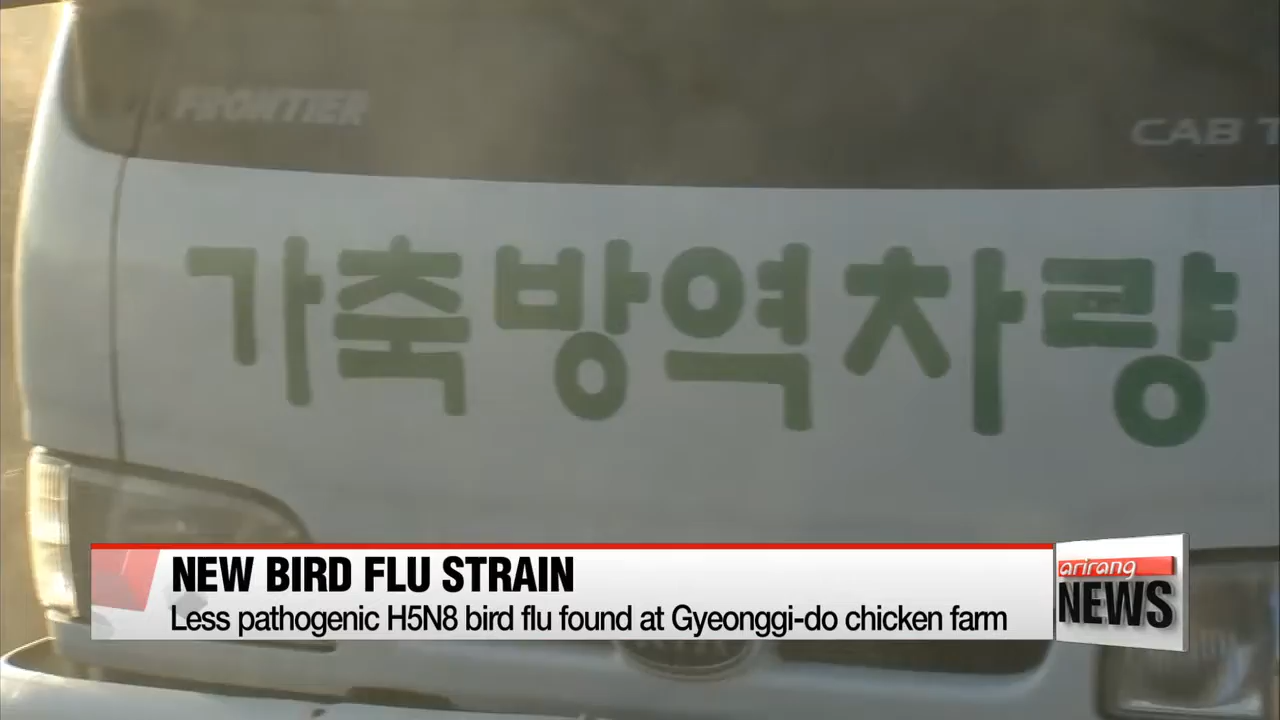 FRONTIER
CAB T
가축방역차량
NEW BIRD FLU STRAIN
Less pathogenic H5N8 bird flu found at Gyeonggi-do chicken farm
arirang
NEWS